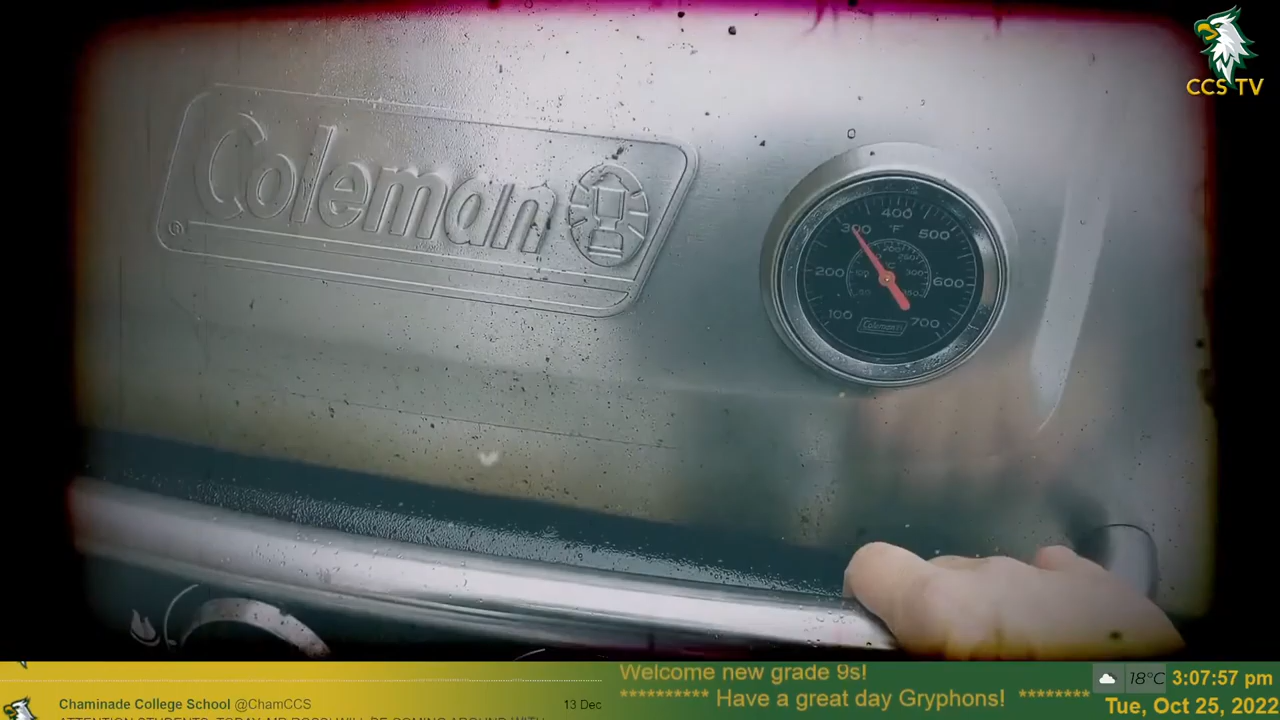 CCS TV
Coleman
400
°F
300
500
200
600
100
700
Coleman
Welcome new grade 9s!
********** Have a great day Gryphons! ********
18°C
3:07:57 pm
Tue, Oct 25, 2022
Chaminade College School @ChamCCS
13 Dec